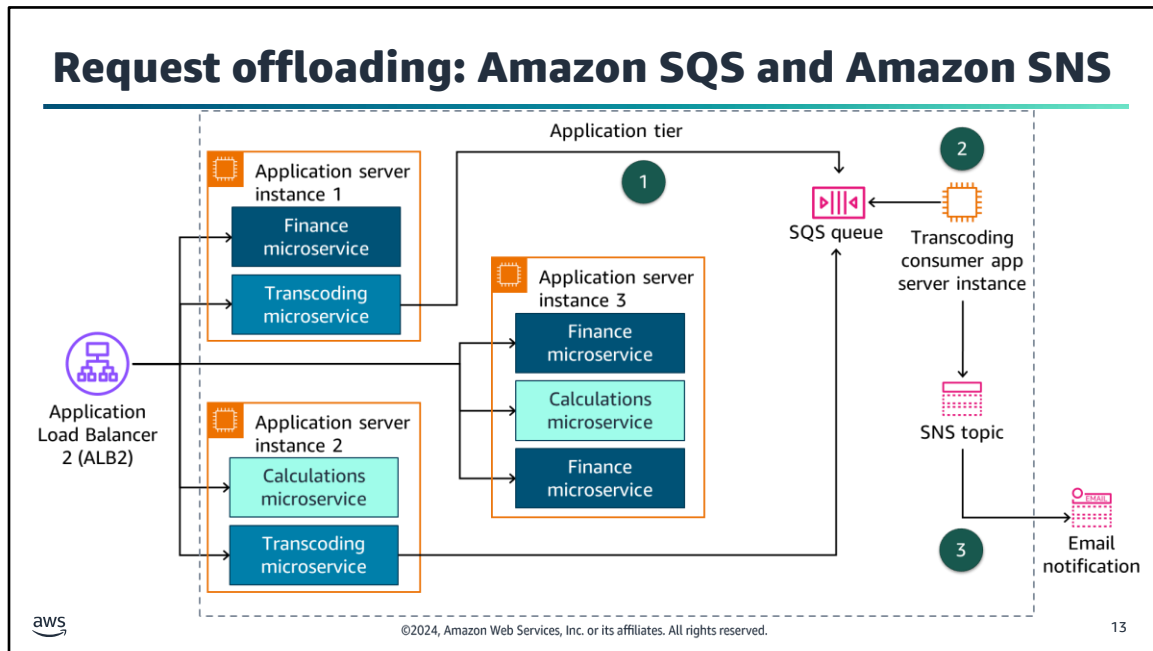 Request offloading: Amazon SQS and Amazon SNS
Application tier
1
2
Application server
instance 1
Finance
microservice
Transcoding
microservice
SQS queue
Transcoding
consumer app
server instance
Application server
instance 3
Finance
microservice
Calculations
microservice
Finance
microservice
Application
Load Balancer
2 (ALB2)
Application server
instance 2
Calculations
microservice
Transcoding
microservice
SNS topic
3
EMAIL
Email
notification
aws
©2024, Amazon Web Services, Inc. or its affiliates. All rights reserved.
13